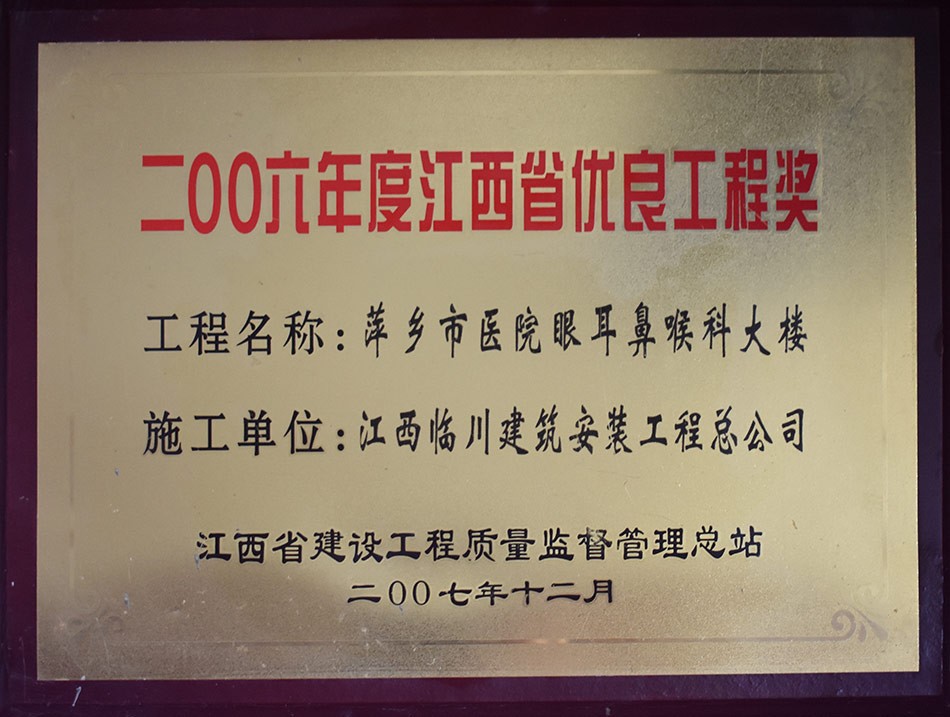 二00六年度江西省优良工程奖
工程名称：萍乡市医院眼耳鼻喉科大楼
施工单位：江西临川建筑安装工程总公司
江西省建设工程质量监督管理总站
二00七年十二月